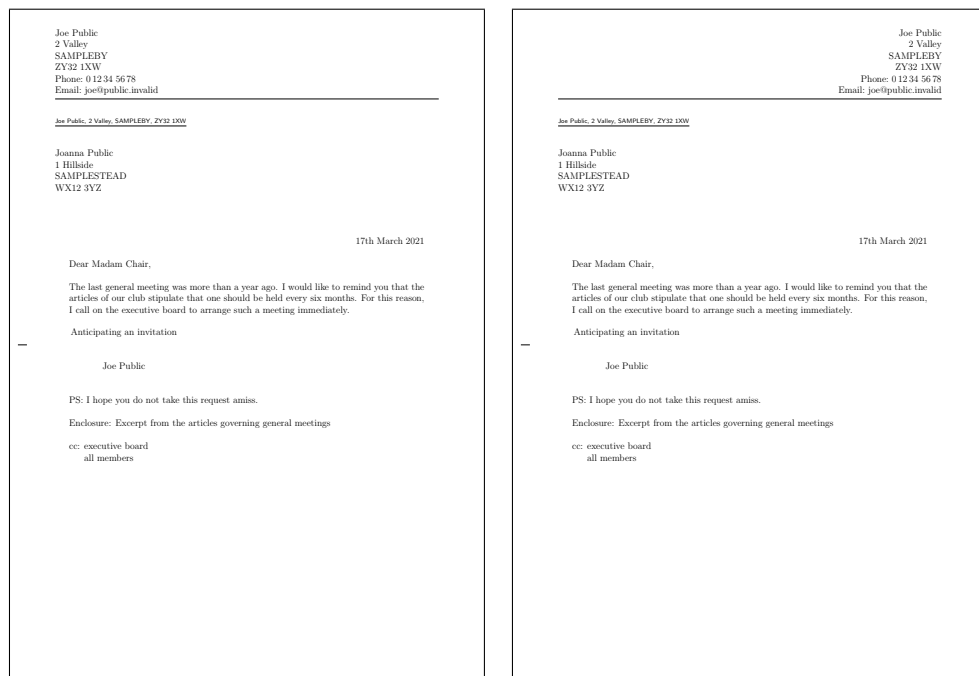 Joe Public
2 Valley
SAMPLEBY
ZY32 1XW
Phone: 0 12 34 56 78
Email: joe@public.invalid
Joe Public, 2 Valley, SAMPLEBY, ZY32 1XW
Joanna Public
1 Hillside
SAMPLESTEAD
WX12 3YZ
17th March 2021
Dear Madam Chair,
The last general meeting was more than a year ago. I would like to remind you that the
articles of our club stipulate that one should be held every six months. For this reason,
I call on the executive board to arrange such a meeting immediately.
Anticipating an invitation
Joe Public
PS: I hope you do not take this request amiss.
Enclosure: Excerpt from the articles governing general meetings
cc: executive board
all members
Joe Public
2 Valley
SAMPLEBY
ZY32 1XW
Phone: 0 12 34 56 78
Email: joe@public.invalid
Joe Public, 2 Valley, SAMPLEBY, ZY32 1XW
Joanna Public
1 Hillside
SAMPLESTEAD
WX12 3YZ
17th March 2021
Dear Madam Chair,
The last general meeting was more than a year ago. I would like to remind you that the
articles of our club stipulate that one should be held every six months. For this reason,
I call on the executive board to arrange such a meeting immediately.
Anticipating an invitation
Joe Public
PS: I hope you do not take this request amiss.
Enclosure: Excerpt from the articles governing general meetings
cc: executive board
all members